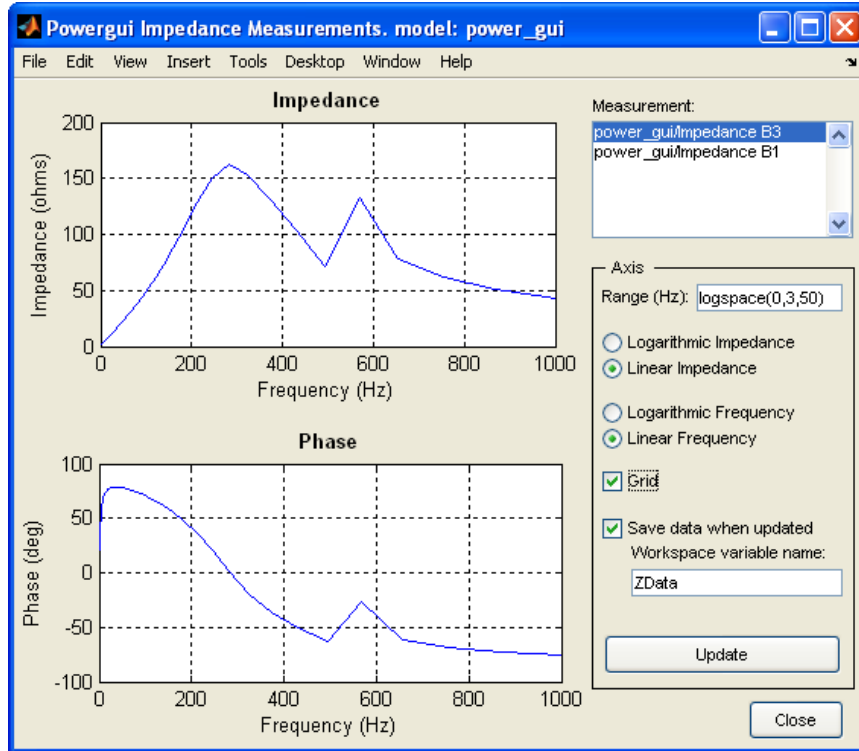 Powergui Impedance Measurements. model: power_gui
File Edit View Insert Tools Desktop Window Help
Impedance
200
150
100
50
0
Impedance (ohms)
0 200 400 600 800 1000
Frequency (Hz)
Phase
100
50
0
-50
-100
Phase (deg)
0 200 400 600 800 1000
Frequency (Hz)
Measurement:
power_gui/Impedance B3
power_gui/Impedance B1
Axis
Range (Hz): logspace(0,3,50)
Logarithmic Impedance
Linear Impedance
Logarithmic Frequency
Linear Frequency
Grid
Save data when updated
Workspace variable name:
ZData
Update
Close